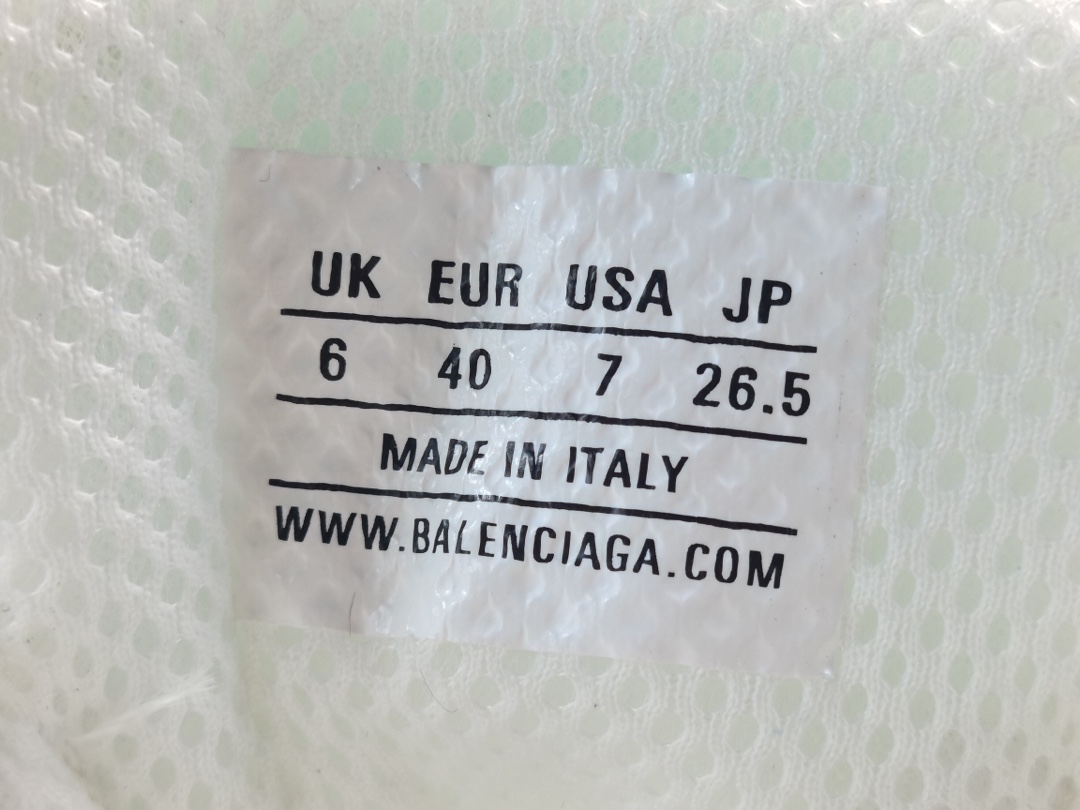 UK EUR USA JP
6 40 7 26.5
MADE IN ITALY
WWW.BALENCIAGA.COM